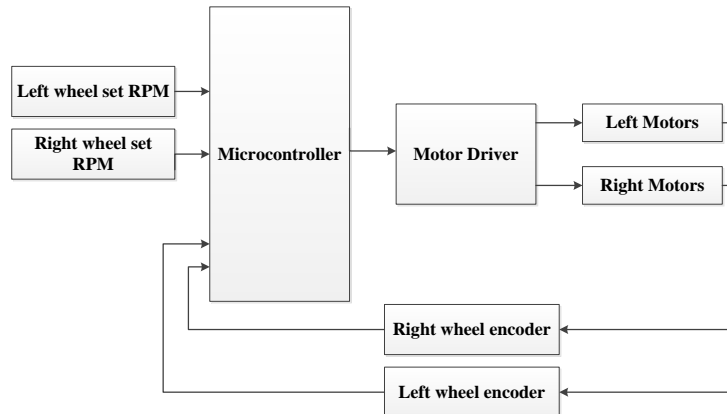 Left wheel set RPM
Right wheel set
RPM
Microcontroller
Motor Driver
Left Motors
Right Motors
Right wheel encoder
Left wheel encoder